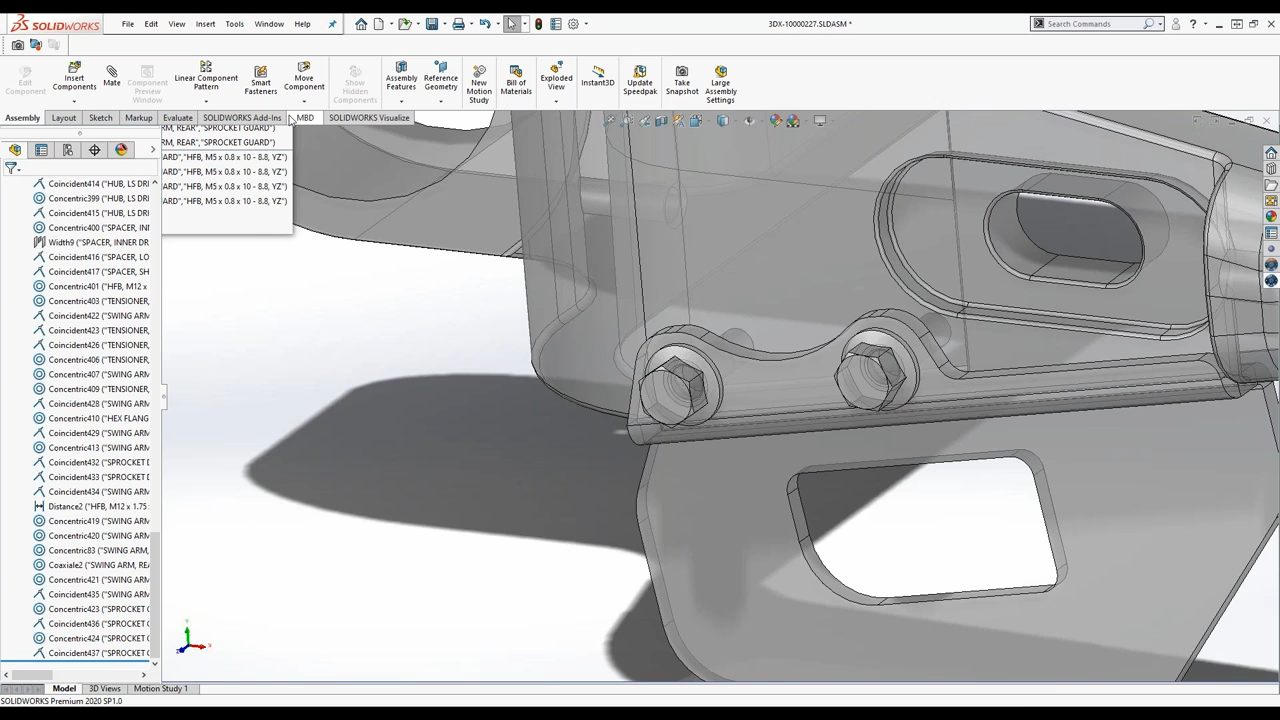 SOLIDWORKS File Edit View Insert Tools Window Help 3DX-10000227.SLDASM * Search Commands
Edit Component
Insert Components
Mate
Component Preview Window
Linear Component Pattern
Smart Fasteners
Move Component
Show Hidden Components
Assembly Features
Reference Geometry
New Motion Study
Bill of Materials
Exploded View
Instant3D
Update Speedpak
Take Snapshot
Large Assembly Settings
Assembly Layout Sketch Markup Evaluate SOLIDWORKS Add-Ins MBD SOLIDWORKS Visualize
RM, REAR","SPROCKET GUARD")
RM, REAR","SPROCKET GUARD")
ARD","HFB, M5 x 0.8 x 10 - 8.8, YZ")
ARD","HFB, M5 x 0.8 x 10 - 8.8, YZ")
ARD","HFB, M5 x 0.8 x 10 - 8.8, YZ")
ARD","HFB, M5 x 0.8 x 10 - 8.8, YZ")
Coincident414 ("HUB, LS DRI
Concentric399 ("HUB, LS DRI
Coincident415 ("HUB, LS DRI
Concentric400 ("SPACER, INN
Width9 ("SPACER, INNER DR
Coincident416 ("SPACER, LO
Coincident417 ("SPACER, SH
Concentric401 ("HFB, M12 x
Concentric403 ("TENSIONER,
Coincident422 ("SWING ARM
Coincident423 ("TENSIONER,
Coincident426 ("TENSIONER,
Concentric406 ("TENSIONER,
Concentric407 ("SWING ARM
Concentric409 ("TENSIONER,
Coincident428 ("SWING ARM
Concentric410 ("HEX FLANG
Coincident429 ("SWING ARM
Concentric413 ("SWING ARM
Coincident432 ("SPROCKET D
Coincident433 ("SPROCKET D
Coincident434 ("SWING ARM
Distance2 ("HFB, M12 x 1.75
Concentric419 ("SWING ARM
Concentric420 ("SWING ARM
Concentric83 ("SWING ARM,
Coaxiale2 ("SWING ARM, REA
Concentric421 ("SWING ARM
Coincident435 ("SWING ARM
Concentric423 ("SPROCKET G
Coincident436 ("SPROCKET G
Concentric424 ("SPROCKET G
Coincident437 ("SPROCKET G
Model 3D Views Motion Study 1
SOLIDWORKS Premium 2020 SP1.0